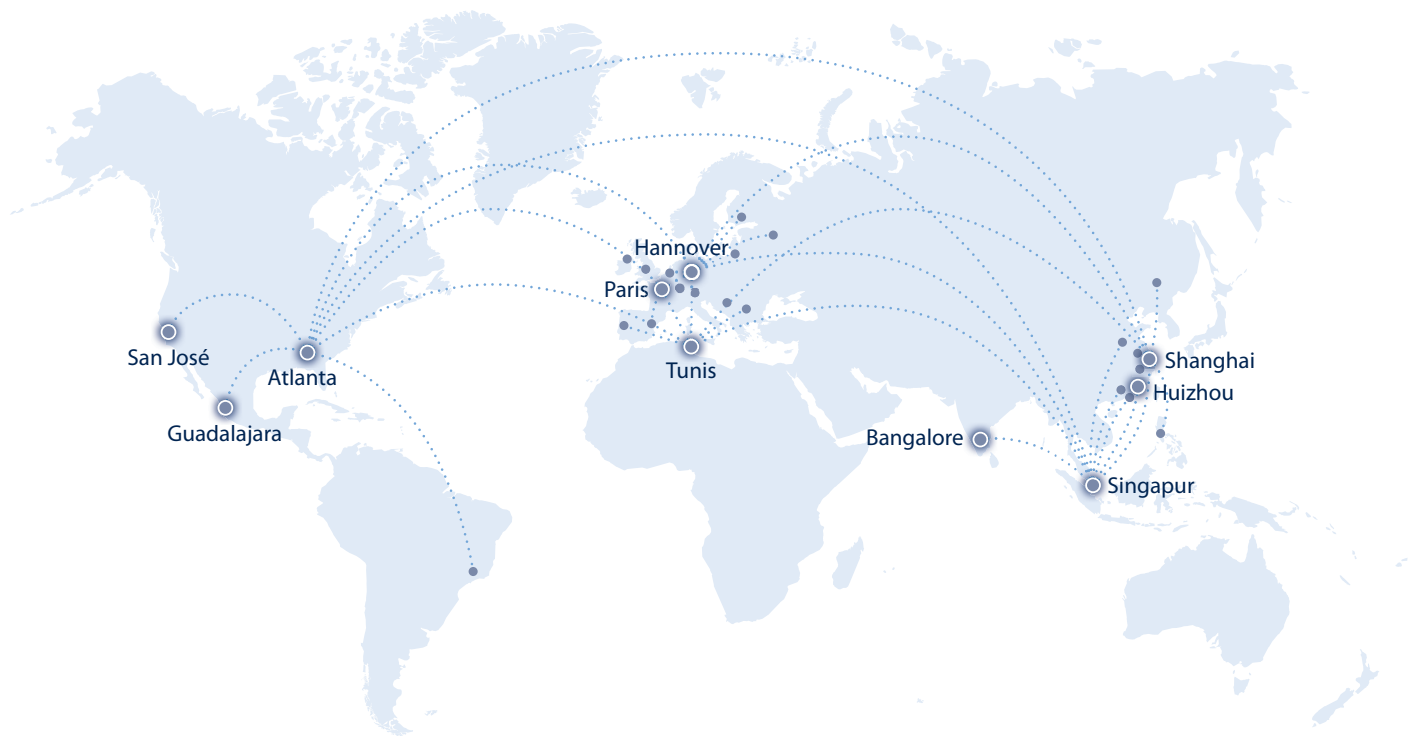 Hannover
Paris
San José
Shanghai
Atlanta
Tunis
Huizhou
Guadalajara
Bangalore
Singapur